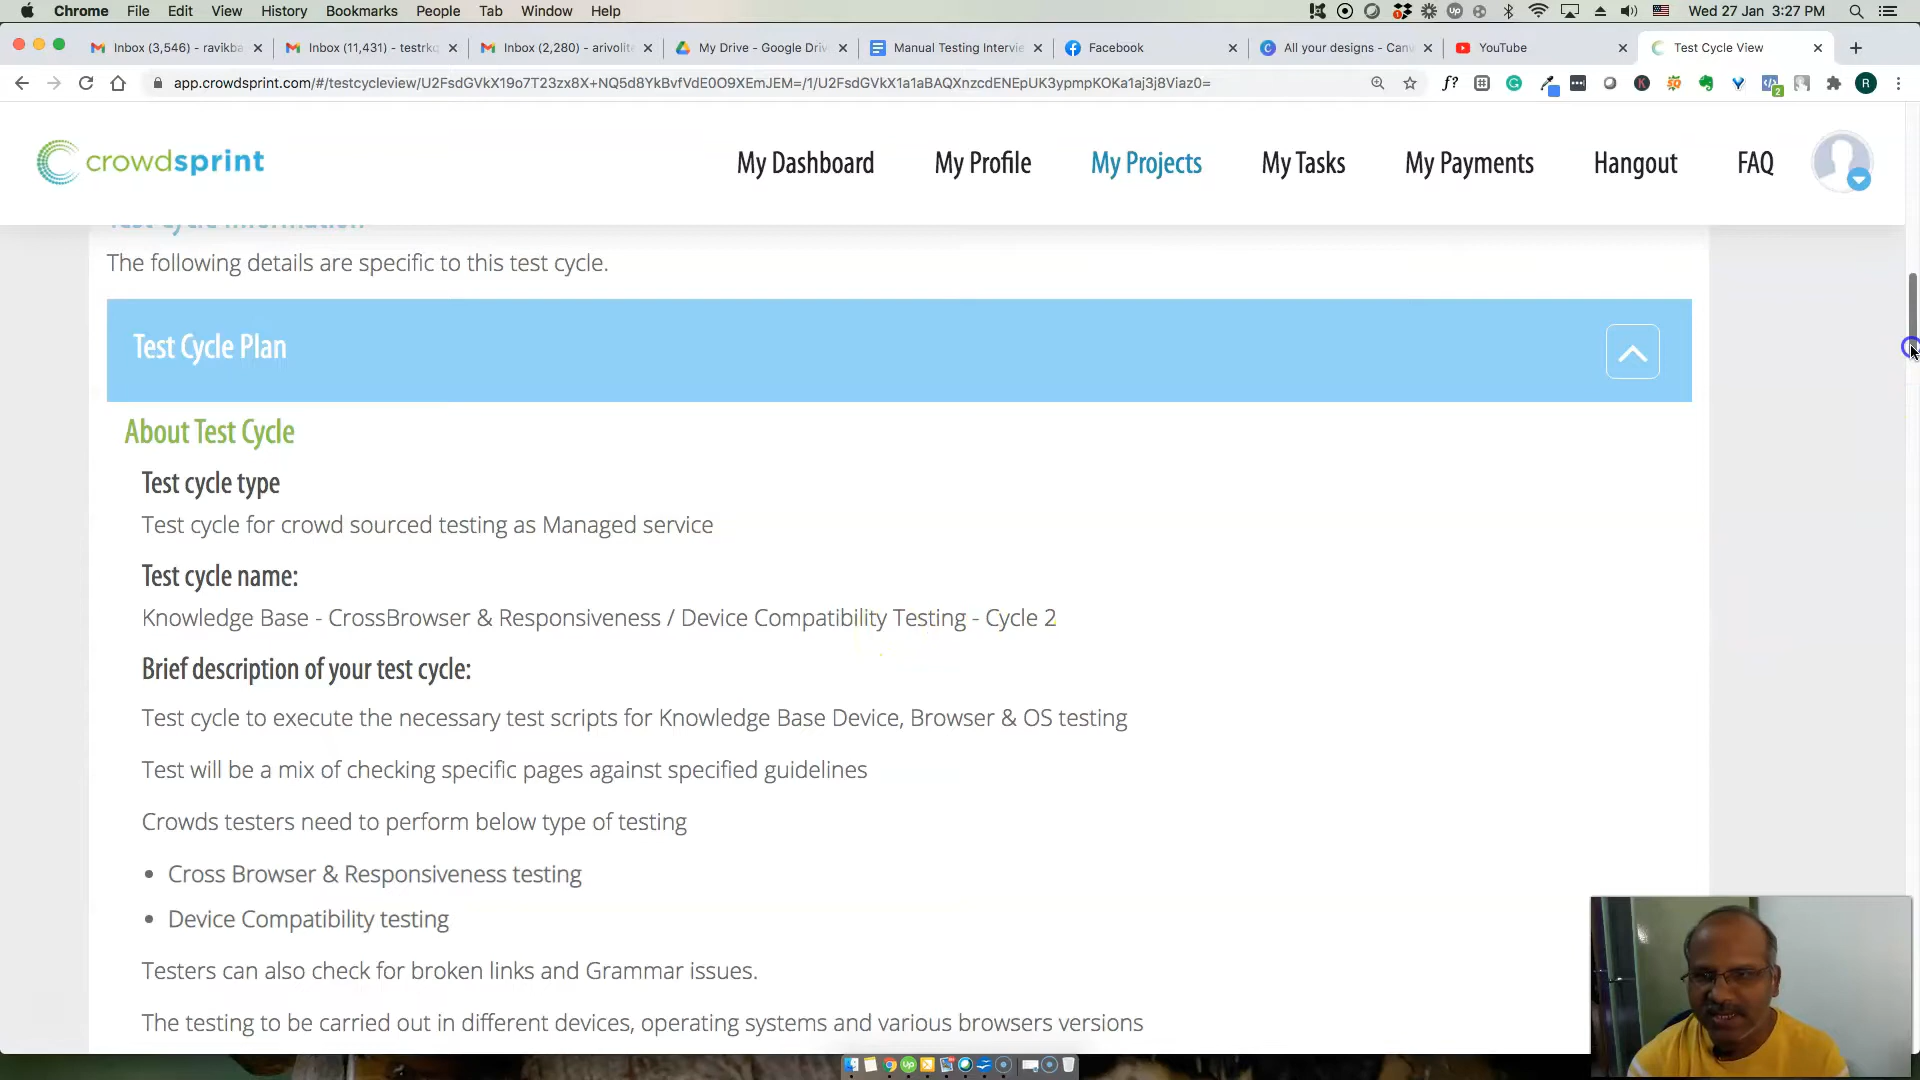 Chrome File Edit View History Bookmarks People Tab Window Help Wed 27 Jan 3:27 PM
Inbox (3,546) - ravikba Inbox (11,431) - testrkq Inbox (2,280) - arivolite My Drive - Google Driv Manual Testing Intervie Facebook All your designs - Canv YouTube Test Cycle View
app.crowdsprint.com/#/testcycleview/U2FsdGVkX19o7T23zx8X+NQ5d8YkBvfVdE0O9XEmJEM=/1/U2FsdGVkX1a1aBAQXnzcdENEpUK3ypmpKOKa1aj3j8Viaz0=
crowdsprint
My Dashboard My Profile My Projects My Tasks My Payments Hangout FAQ
Test Cycle Information
The following details are specific to this test cycle.
Test Cycle Plan
About Test Cycle
Test cycle type
Test cycle for crowd sourced testing as Managed service
Test cycle name:
Knowledge Base - CrossBrowser & Responsiveness / Device Compatibility Testing - Cycle 2
Brief description of your test cycle:
Test cycle to execute the necessary test scripts for Knowledge Base Device, Browser & OS testing
Test will be a mix of checking specific pages against specified guidelines
Crowds testers need to perform below type of testing
• Cross Browser & Responsiveness testing
• Device Compatibility testing
Testers can also check for broken links and Grammar issues.
The testing to be carried out in different devices, operating systems and various browsers versions